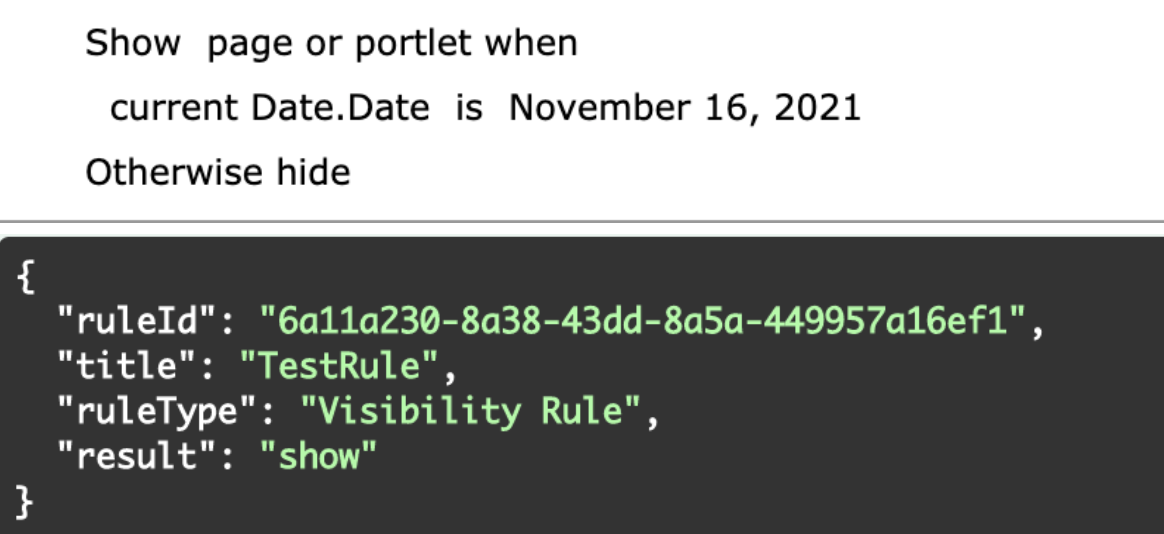 Show page or portlet when
current Date.Date is November 16, 2021
Otherwise hide
{
"ruleId": "6a11a230-8a38-43dd-8a5a-449957a16ef1",
"title": "TestRule",
"ruleType": "Visibility Rule",
"result": "show"
}